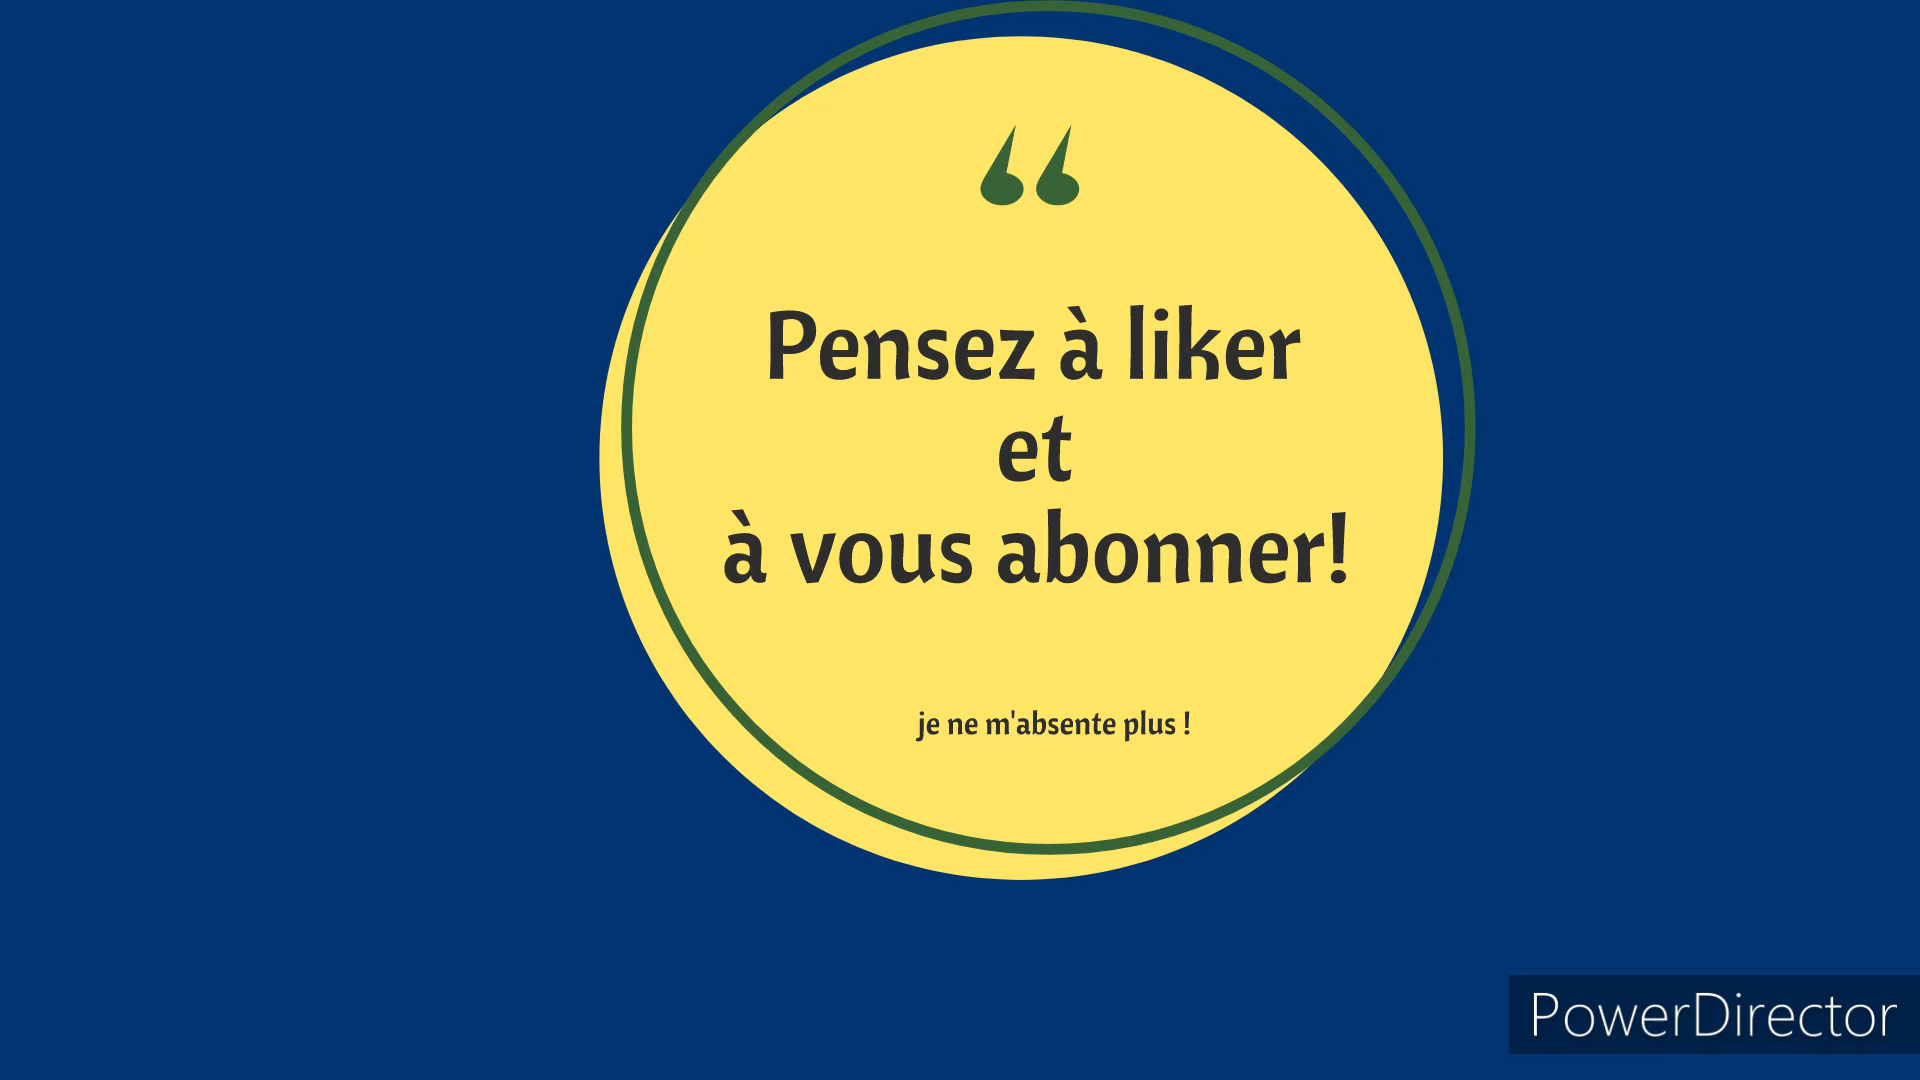 “
Pensez à liker
et
à vous abonner!
je ne m'absente plus !
PowerDirector